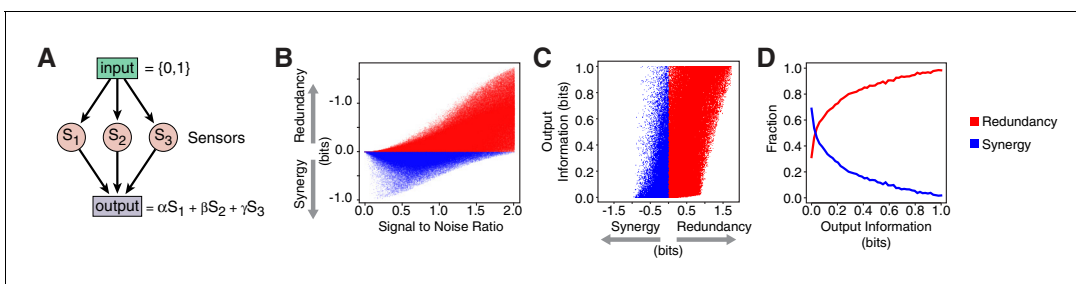 A
input = {0,1}
S1 S2 S3 Sensors
output = αS1 + βS2 + γS3
B
Redundancy
Synergy
(bits)
-1.0
0.0
-1.0
0.0 0.5 1.0 1.5 2.0
Signal to Noise Ratio
C
Output
Information (bits)
1.0
0.8
0.6
0.4
0.2
0.0
-1.5 -0.5 0.5 1.5
Synergy Redundancy
(bits)
D
Fraction
1.0
0.8
0.6
0.4
0.2
0.0
0.0 0.2 0.4 0.6 0.8 1.0
Output Information
(bits)
Redundancy
Synergy